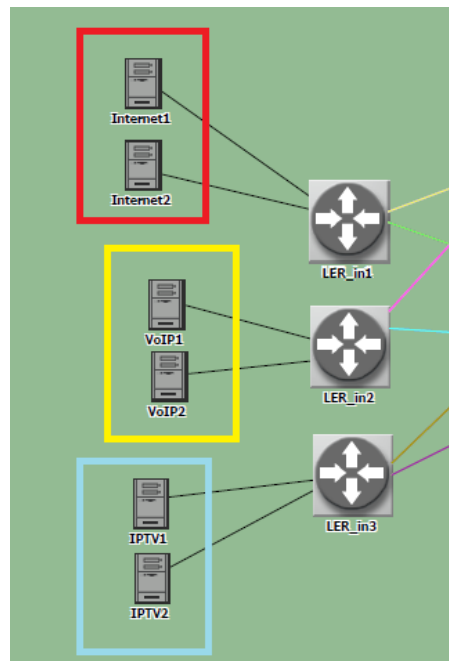 Internet1
Internet2
LER_in1
VoIP1
VoIP2
LER_in2
IPTV1
IPTV2
LER_in3